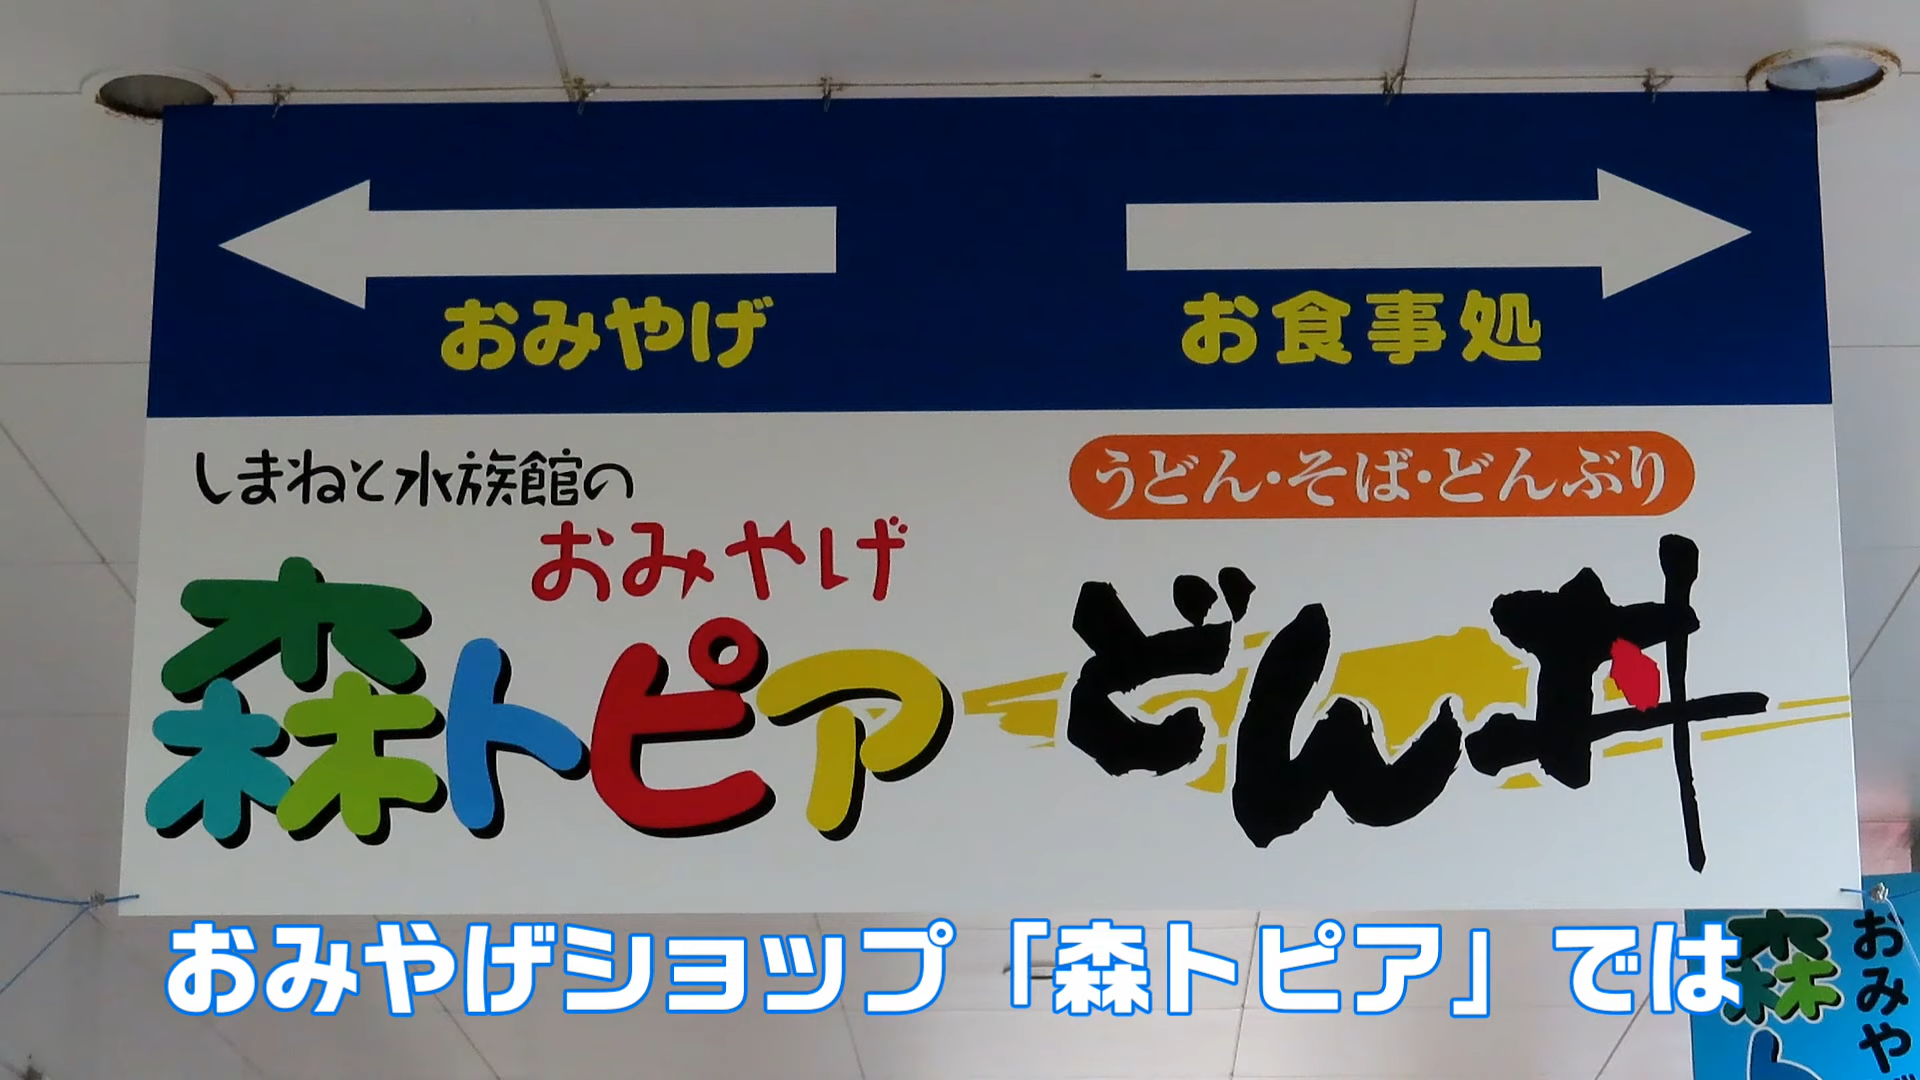 おみやげ
お食事処
しまねと水族館の
おみやげ
森トピア
うどん・そば・どんぶり
どん丼
おみやげショップ「森トピア」では
森ト
おみやげ